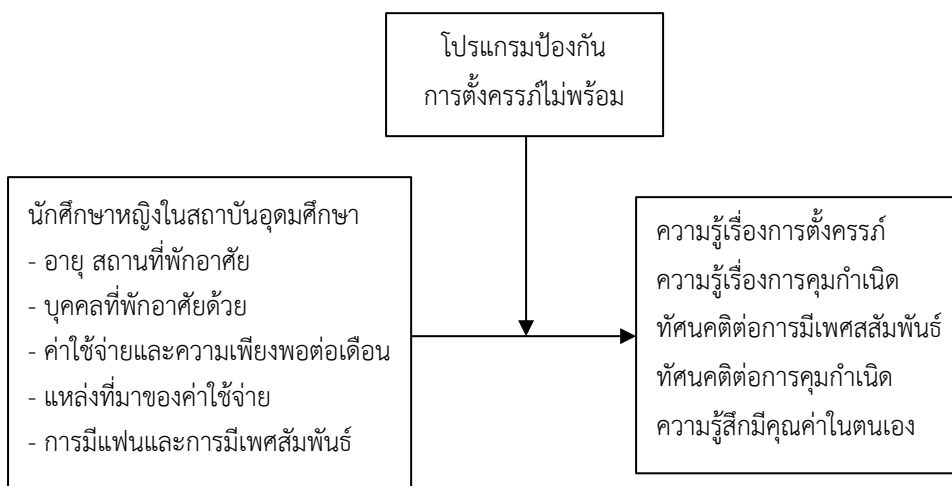 โปรแกรมป้องกัน
การตั้งครรภ์ไม่พร้อม
นักศึกษาหญิงในสถาบันอุดมศึกษา
- อายุ สถานที่พักอาศัย
- บุคคลที่พักอาศัยด้วย
- ค่าใช้จ่ายและความเพียงพอต่อเดือน
- แหล่งที่มาของค่าใช้จ่าย
- การมีแฟนและการมีเพศสัมพันธ์
ความรู้เรื่องการตั้งครรภ์
ความรู้เรื่องการคุมกำเนิด
ทัศนคติต่อการมีเพศสสัมพันธ์
ทัศนคติต่อการคุมกำเนิด
ความรู้สึกมีคุณค่าในตนเอง